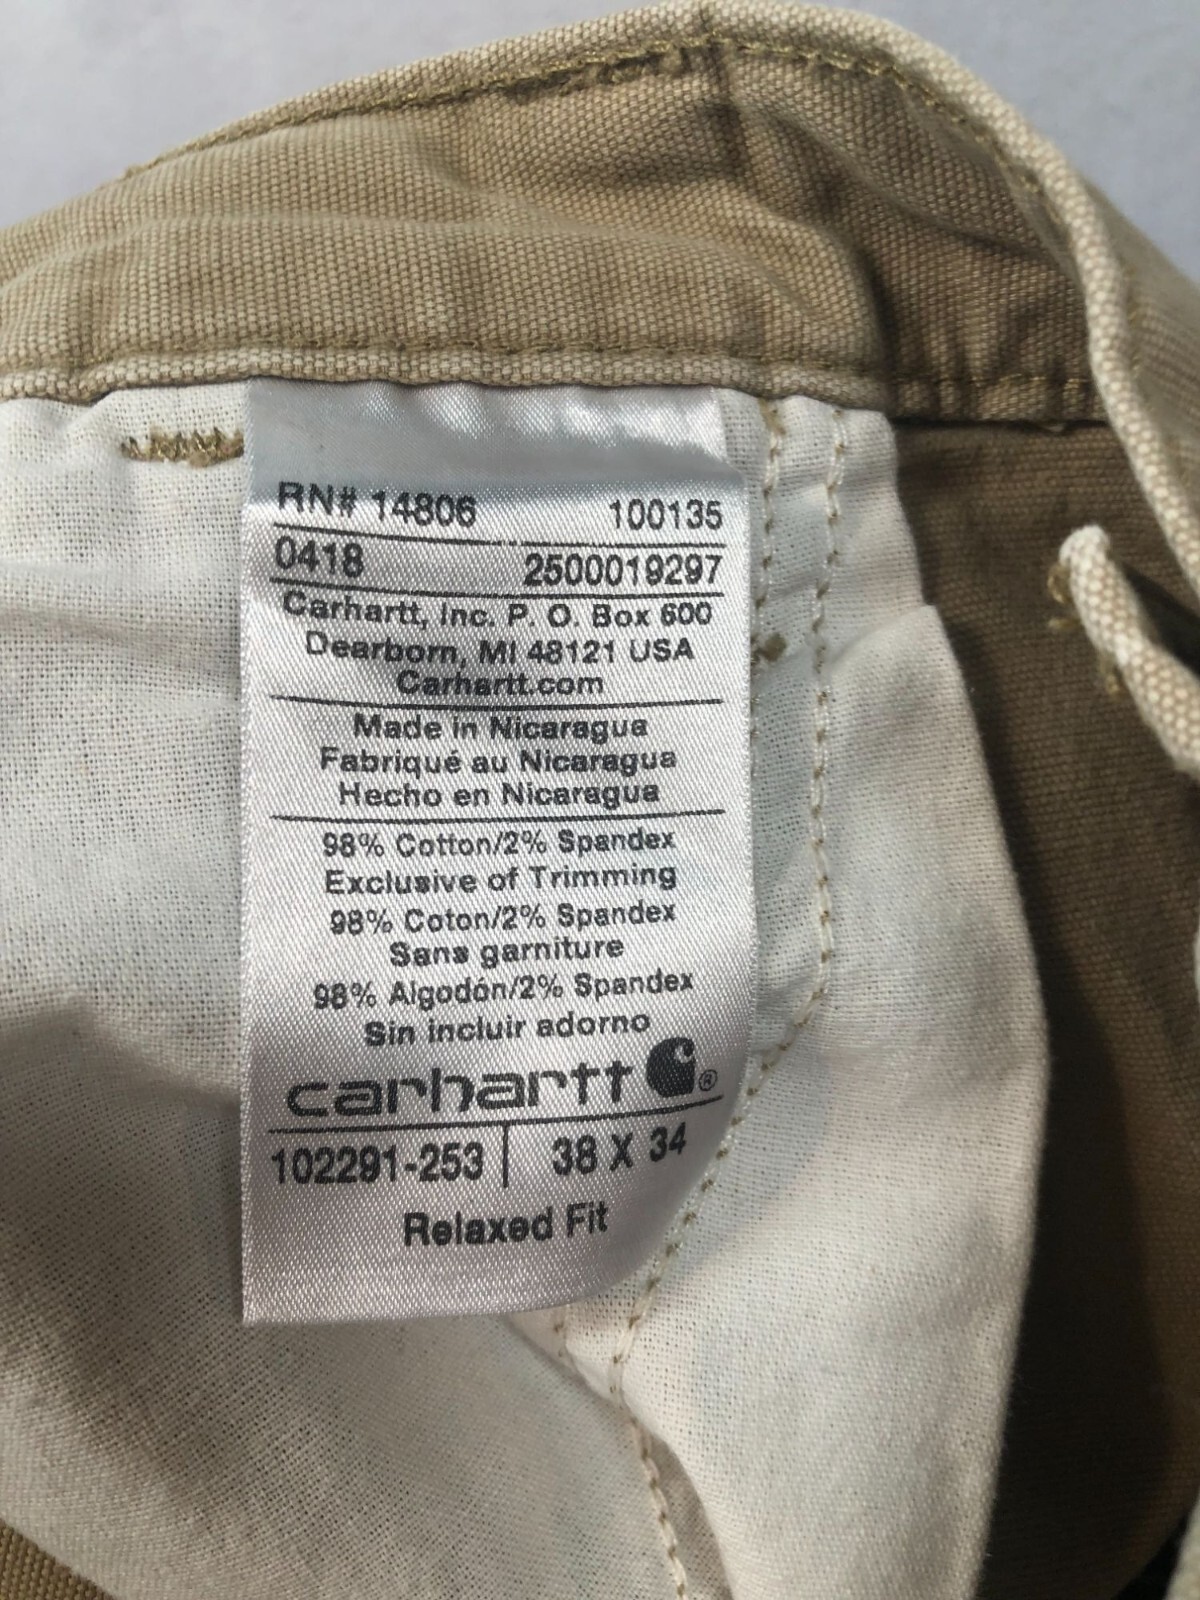 RN# 14806 100135
0418 2500019297
Carhartt, Inc. P. O. Box 600
Dearborn, MI 48121 USA
Carhartt.com
Made in Nicaragua
Fabriqué au Nicaragua
Hecho en Nicaragua
98% Cotton/2% Spandex
Exclusive of Trimming
98% Coton/2% Spandex
Sans garniture
98% Algodón/2% Spandex
Sin incluir adorno
carhartt ®
102291-253 | 38 X 34
Relaxed Fit